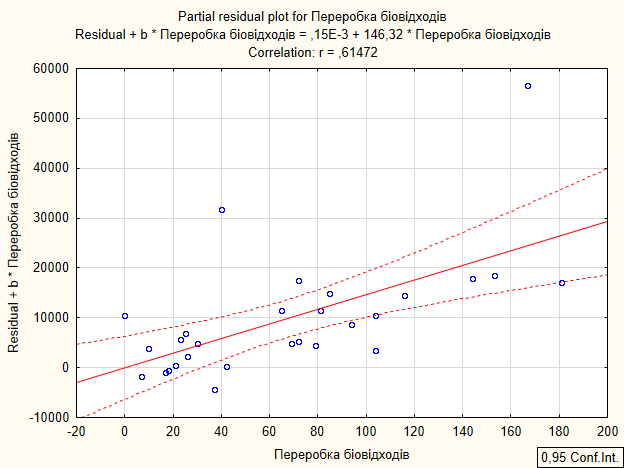 Partial residual plot for Переробка біовідходів
Residual + b * Переробка біовідходів = ,15E-3 + 146,32 * Переробка біовідходів
Correlation: r = ,61472
60000
50000
40000
30000
20000
10000
0
-10000
Residual + b * Переробка біовідходів
-20 0 20 40 60 80 100 120 140 160 180 200
Переробка біовідходів
0,95 Conf.Int.